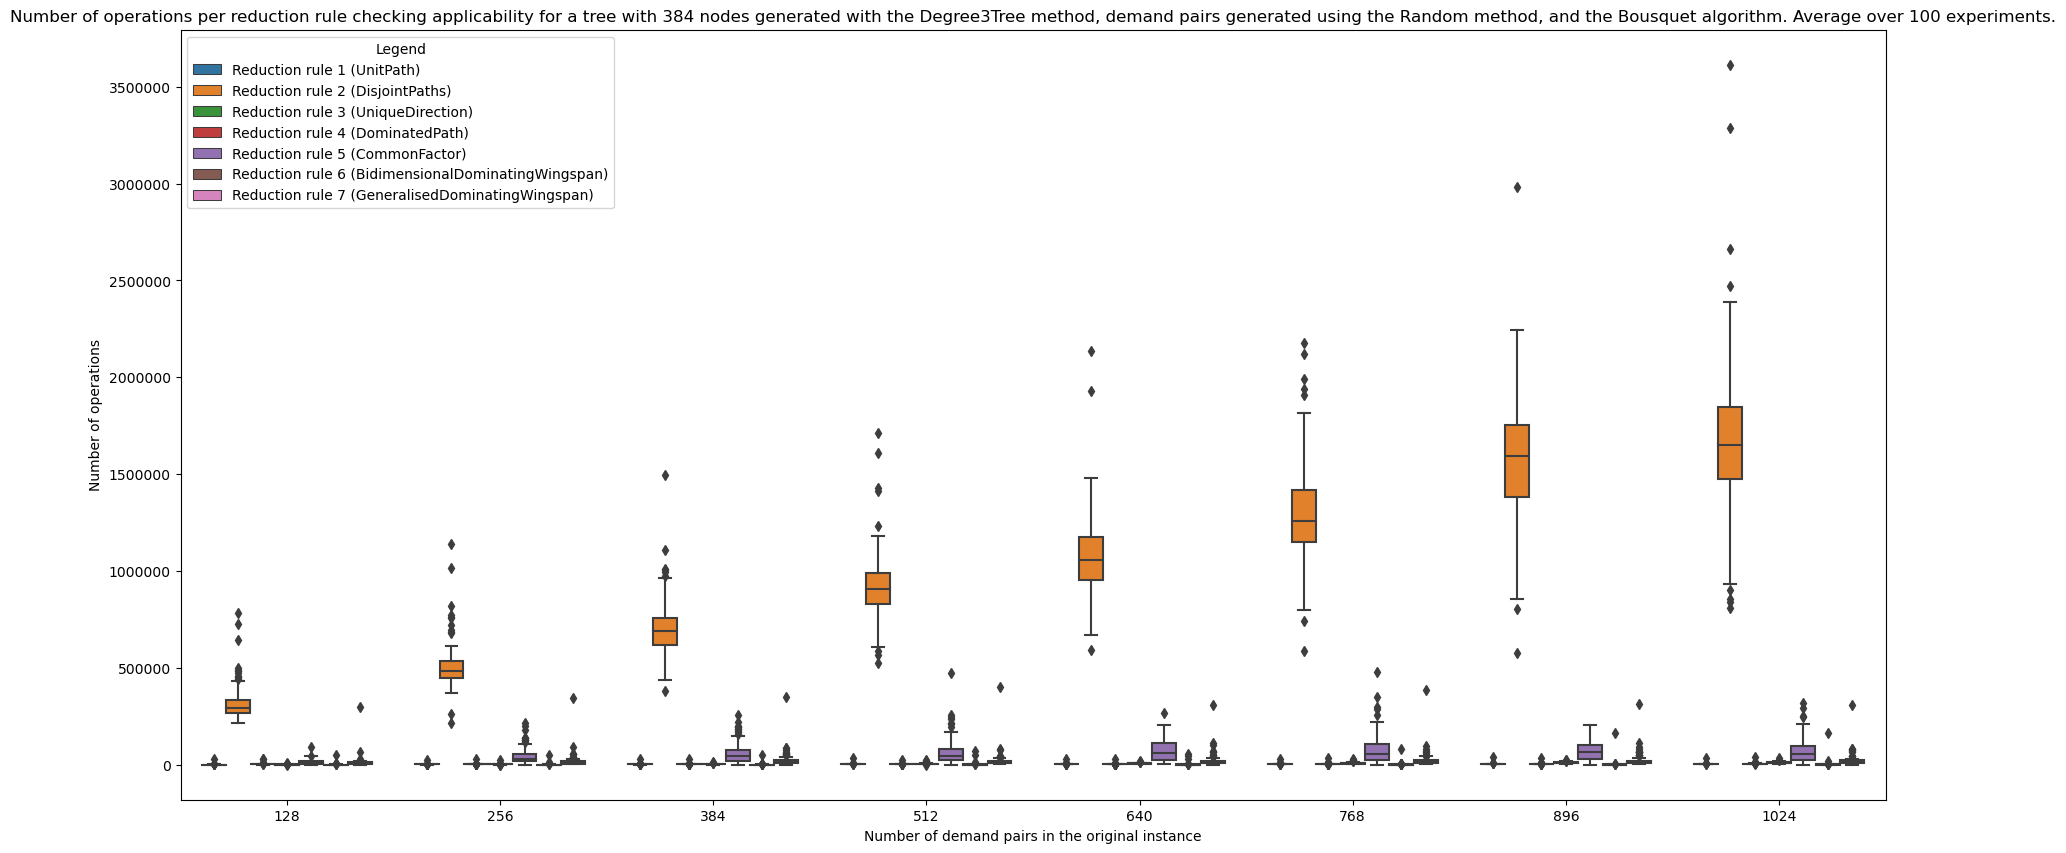 Number of operations per reduction rule checking applicability for a tree with 384 nodes generated with the Degree3Tree method, demand pairs generated using the Random method, and the Bousquet algorithm. Average over 100 experiments.
Legend
Reduction rule 1 (UnitPath)
Reduction rule 2 (DisjointPaths)
Reduction rule 3 (UniqueDirection)
Reduction rule 4 (DominatedPath)
Reduction rule 5 (CommonFactor)
Reduction rule 6 (BidimensionalDominatingWingspan)
Reduction rule 7 (GeneralisedDominatingWingspan)
Number of operations
3500000
3000000
2500000
2000000
1500000
1000000
500000
0
128 256 384 512 640 768 896 1024
Number of demand pairs in the original instance